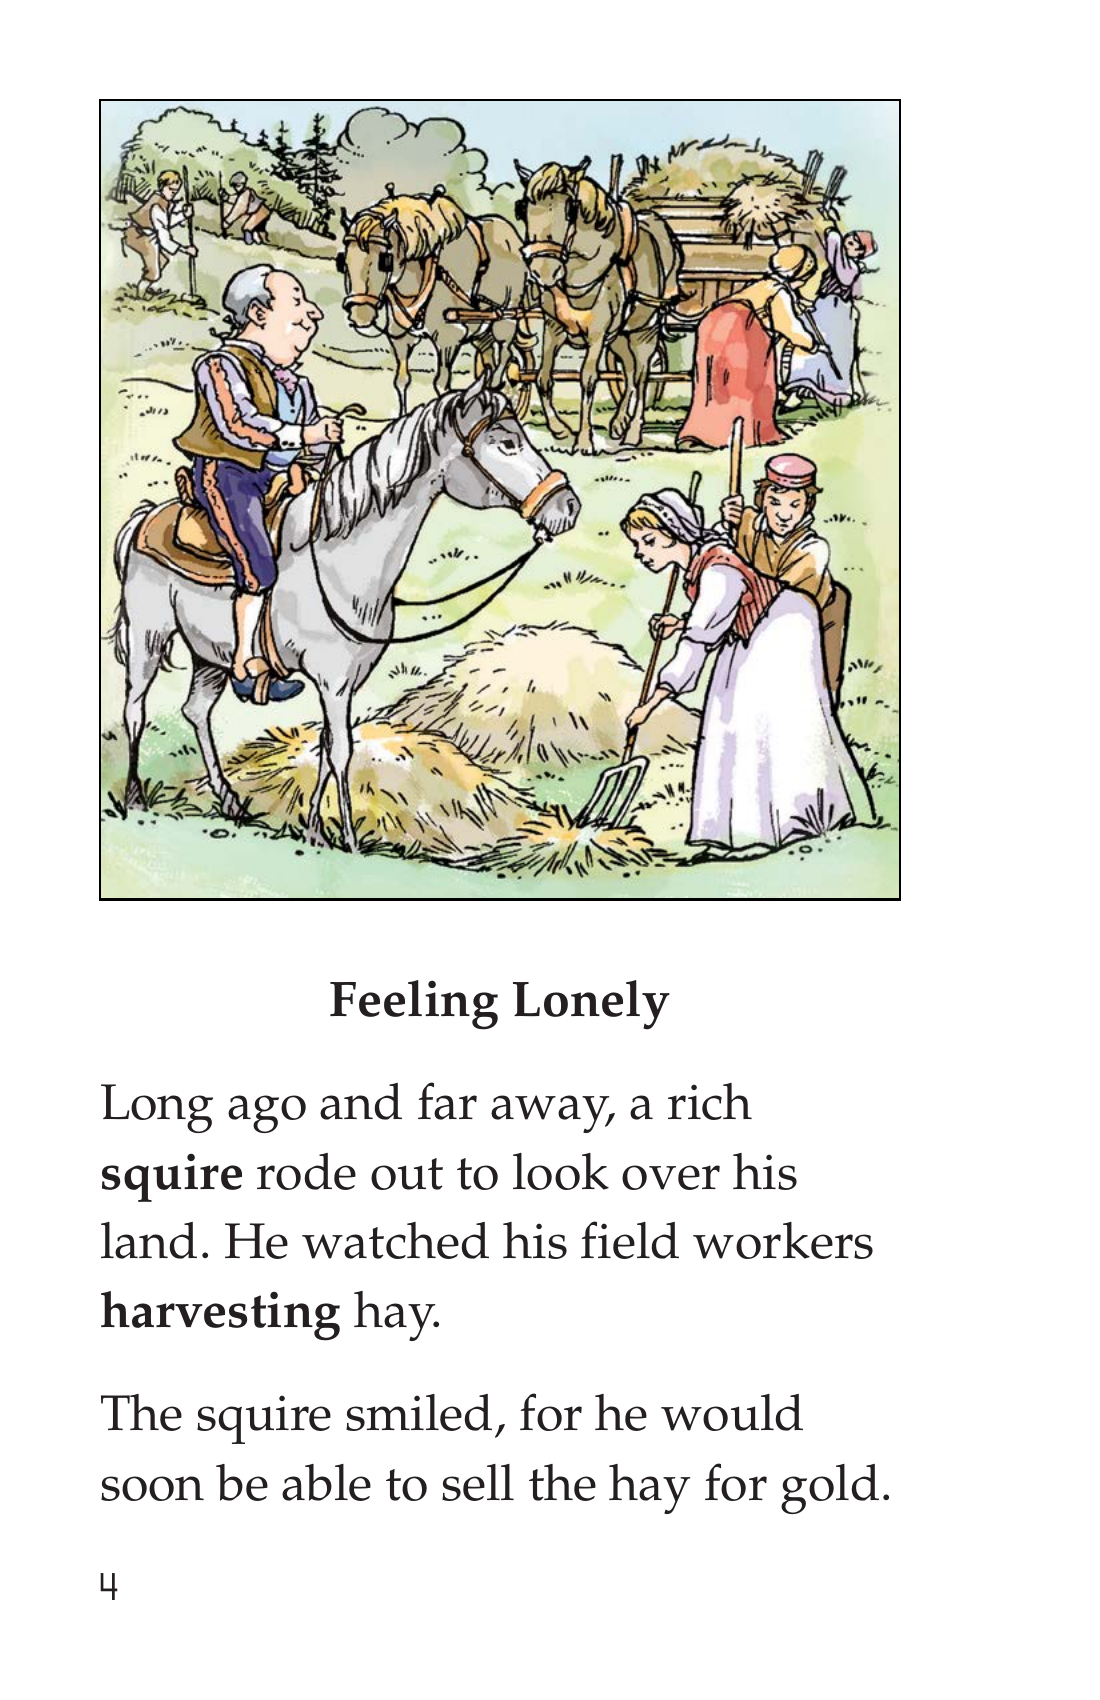 Feeling Lonely
Long ago and far away, a rich
squire rode out to look over his
land. He watched his field workers
harvesting hay.
The squire smiled, for he would
soon be able to sell the hay for gold.
4